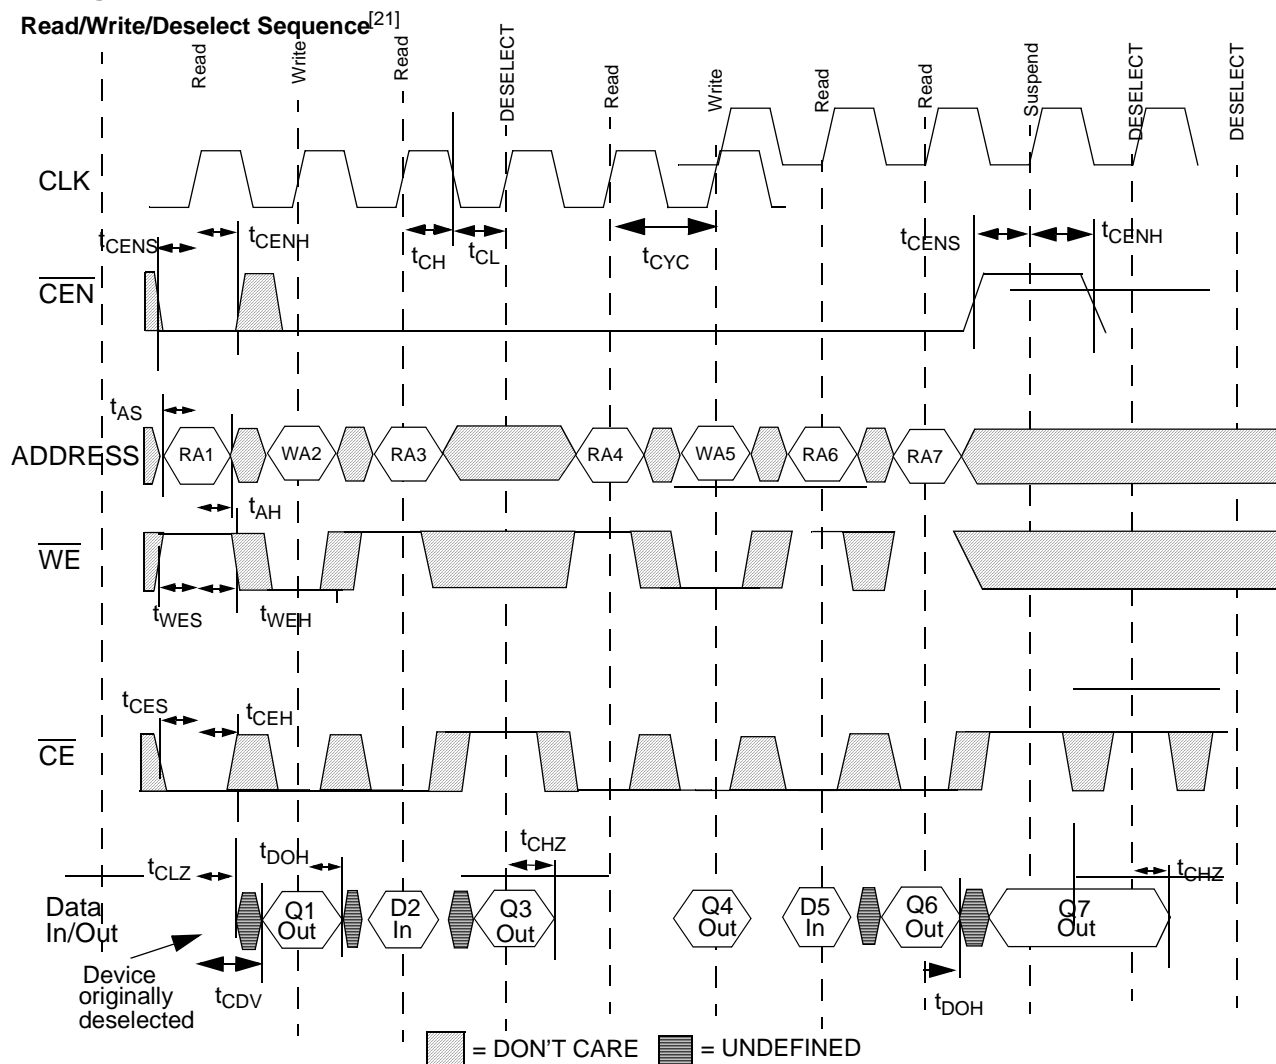 Read/Write/Deselect Sequence[21]
Read
Write
Read
DESELECT
Read
Write
Read
Read
Suspend
DESELECT
DESELECT
CLK
tCENS
tCENH
tCH
tCL
tCYC
tCENS
tCENH
CEN
tAS
ADDRESS
RA1
WA2
RA3
RA4
WA5
RA6
RA7
tAH
WE
tWES
tWEH
tCES
tCEH
CE
tCLZ
tDOH
tCHZ
tCHZ
Data
In/Out
Q1
Out
D2
In
Q3
Out
Q4
Out
D5
In
Q6
Out
Q7
Out
Device
originally
deselected
tCDV
tDOH
= DON'T CARE
= UNDEFINED